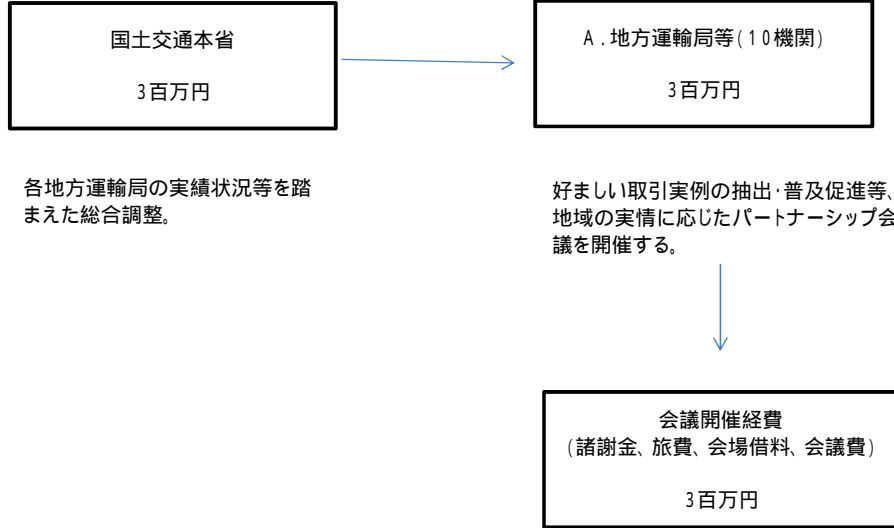 国土交通本省
3百万円
A.地方運輸局等(10機関)
3百万円
各地方運輸局の実績状況等を踏
まえた総合調整。
好ましい取引実例の抽出・普及促進等、
地域の実情に応じたパートナーシップ会
議を開催する。
会議開催経費
(諸謝金、旅費、会場借料、会議費)
3百万円